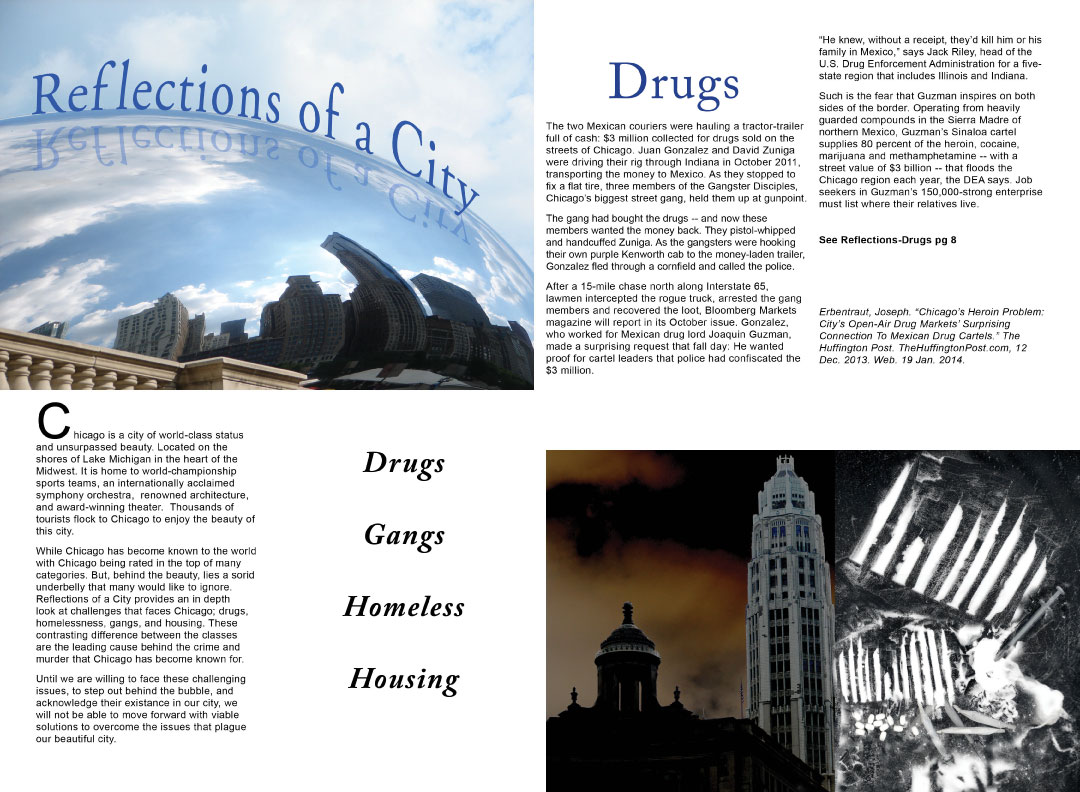 Reflections of a City
Reflections of a City
Chicago is a city of world-class status
and unsurpassed beauty. Located on the
shores of Lake Michigan in the heart of the
Midwest. It is home to world-championship
sports teams, an internationally acclaimed
symphony orchestra,  renowned architecture,
and award-winning theater.  Thousands of
tourists flock to Chicago to enjoy the beauty of
this city.
While Chicago has become known to the world
with Chicago being rated in the top of many
categories. But, behind the beauty, lies a sorid
underbelly that many would like to ignore.
Reflections of a City provides an in depth
look at challenges that faces Chicago; drugs,
homelessness, gangs, and housing. These
contrasting difference between the classes
are the leading cause behind the crime and
murder that Chicago has become known for.
Until we are willing to face these challenging
issues, to step out behind the bubble, and
acknowledge their existance in our city, we
will not be able to move forward with viable
solutions to overcome the issues that plague
our beautiful city.
Drugs
Gangs
Homeless
Housing
Drugs
The two Mexican couriers were hauling a tractor-trailer
full of cash: $3 million collected for drugs sold on the
streets of Chicago. Juan Gonzalez and David Zuniga
were driving their rig through Indiana in October 2011,
transporting the money to Mexico. As they stopped to
fix a flat tire, three members of the Gangster Disciples,
Chicago's biggest street gang, held them up at gunpoint.
The gang had bought the drugs -- and now these
members wanted the money back. They pistol-whipped
and handcuffed Zuniga. As the gangsters were hooking
their own purple Kenworth cab to the money-laden trailer,
Gonzalez fled through a cornfield and called the police.
After a 15-mile chase north along Interstate 65,
lawmen intercepted the rogue truck, arrested the gang
members and recovered the loot, Bloomberg Markets
magazine will report in its October issue. Gonzalez,
who worked for Mexican drug lord Joaquin Guzman,
made a surprising request that fall day: He wanted
proof for cartel leaders that police had confiscated the
$3 million.
“He knew, without a receipt, they'd kill him or his
family in Mexico,” says Jack Riley, head of the
U.S. Drug Enforcement Administration for a five-
state region that includes Illinois and Indiana.
Such is the fear that Guzman inspires on both
sides of the border. Operating from heavily
guarded compounds in the Sierra Madre of
northern Mexico, Guzman's Sinaloa cartel
supplies 80 percent of the heroin, cocaine,
marijuana and methamphetamine -- with a
street value of $3 billion -- that floods the
Chicago region each year, the DEA says. Job
seekers in Guzman's 150,000-strong enterprise
must list where their relatives live.
See Reflections-Drugs pg 8
Erbentraut, Joseph. “Chicago's Heroin Problem:
City's Open-Air Drug Markets' Surprising
Connection To Mexican Drug Cartels.” The
Huffington Post. TheHuffingtonPost.com, 12
Dec. 2013. Web. 19 Jan. 2014.